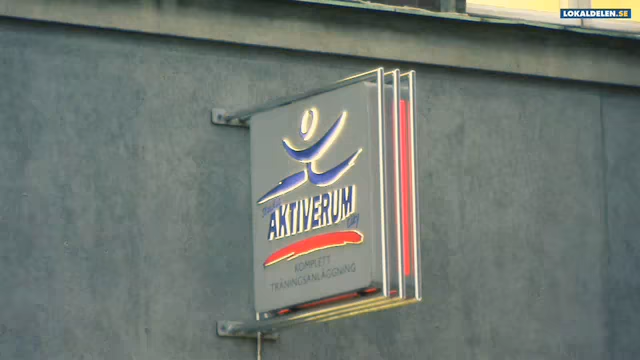 LOKALDELEN.SE
AKTIVERUM
KOMPLETT
TRÄNINGSANLÄGGNING